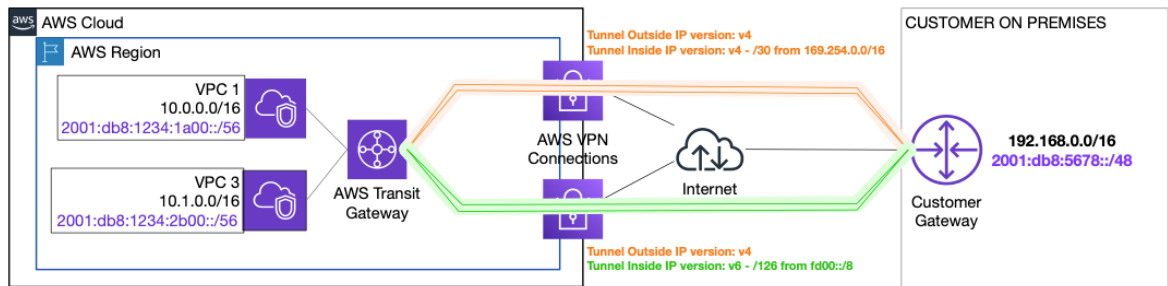 aws
AWS Cloud
AWS Region
VPC 1
10.0.0.0/16
2001:db8:1234:1a00::/56
VPC 3
10.1.0.0/16
2001:db8:1234:2b00::/56
AWS Transit
Gateway
Tunnel Outside IP version: v4
Tunnel Inside IP version: v4 - /30 from 169.254.0.0/16
AWS VPN
Connections
Tunnel Outside IP version: v4
Tunnel Inside IP version: v6 - /126 from fd00::/8
Internet
CUSTOMER ON PREMISES
192.168.0.0/16
2001:db8:5678::/48
Customer
Gateway